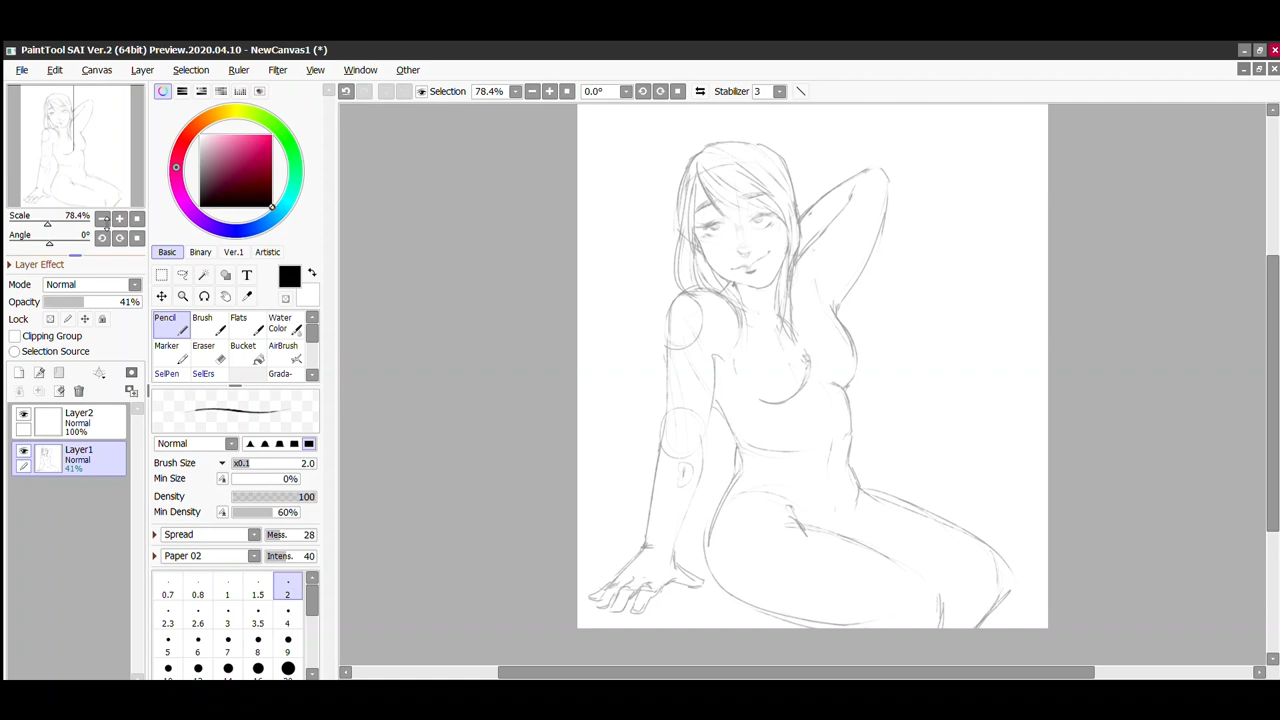 PaintTool SAI Ver.2 (64bit) Preview.2020.04.10 - NewCanvas1 (*)
File Edit Canvas Layer Selection Ruler Filter View Window Other
Selection 78.4% 0.0° Stabilizer 3
Scale 78.4%
Angle 0°
Layer Effect
Mode Normal
Opacity 41%
Lock
Clipping Group
Selection Source
Layer2
Normal
100%
Layer1
Normal
41%
Basic Binary Ver.1 Artistic
T
Pencil Brush Flats Water Color
Marker Eraser Bucket AirBrush
SelPen SelErs Grada-
Normal
Brush Size x0.1 2.0
Min Size 0%
Density 100
Min Density 60%
Spread Mess. 28
Paper 02 Intens. 40
0.7 0.8 1 1.5 2
2.3 2.6 3 3.5 4
5 6 7 8 9